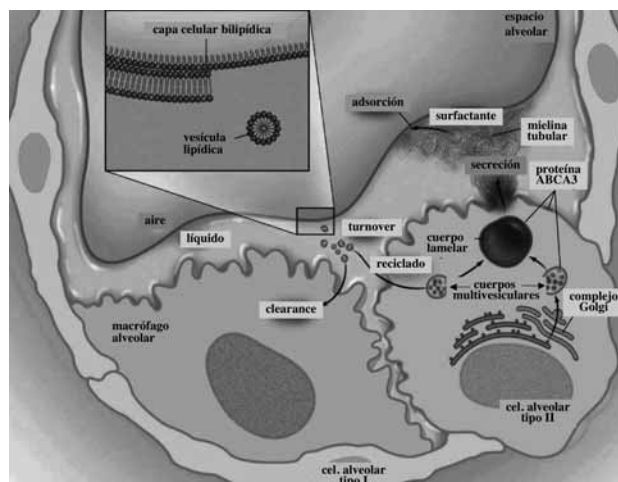 capa celular bilipídica
vesícula
lipídica
espacio
alveolar
adsorción
surfactante
mielina
tubular
secreción
proteína
ABCA3
aire
líquido
turnover
cuerpo
lamelar
reciclado
cuerpos
multivesiculares
complejo
Golgi
clearance
macrófago
alveolar
cel. alveolar
tipo II
cel. alveolar
tipo I